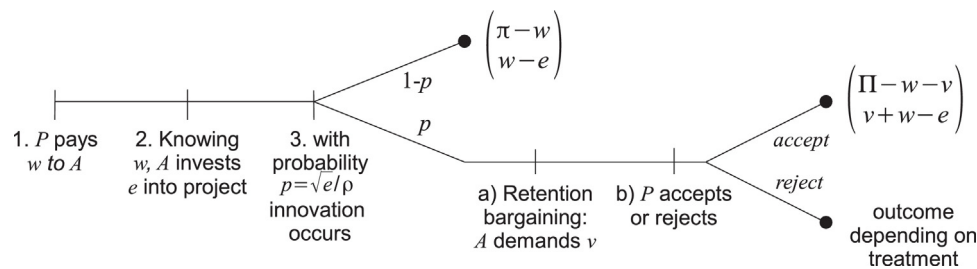 1. P pays
w to A
2. Knowing
w, A invests
e into project
3. with
probability
p=√e/ρ
innovation
occurs
1-p
p
π−w
w−e
a) Retention
bargaining:
A demands v
b) P accepts
or rejects
accept
reject
Π−w−v
v+w−e
outcome
depending on
treatment